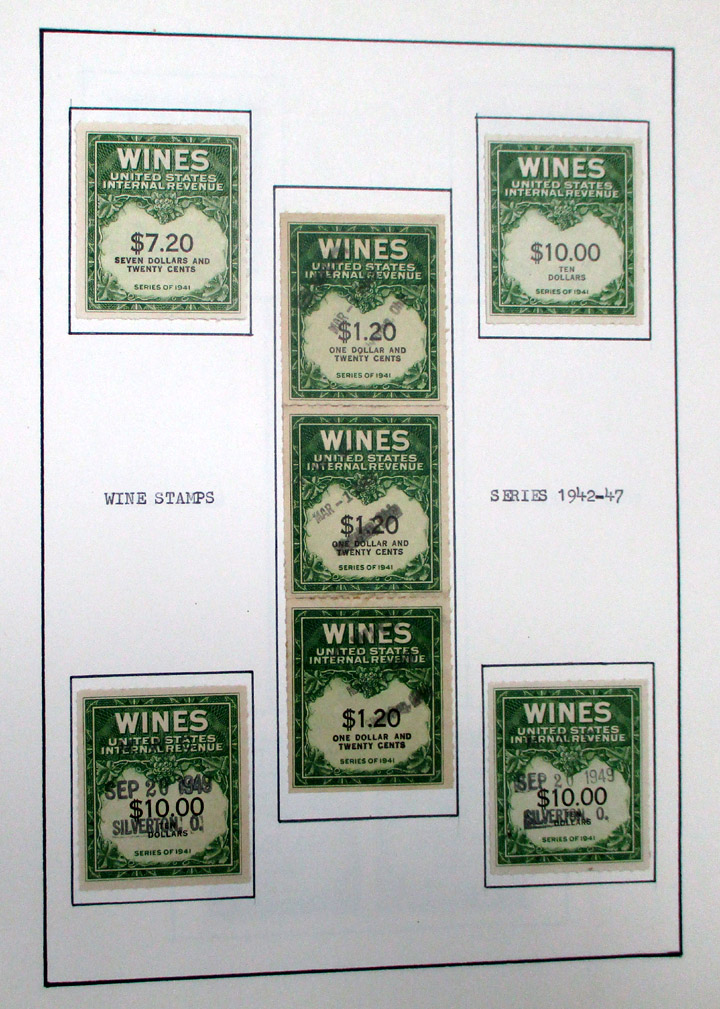 WINES
UNITED STATES
INTERNAL REVENUE
$7.20
SEVEN DOLLARS AND
TWENTY CENTS
SERIES OF 1941
WINES
UNITED STATES
INTERNAL REVENUE
$10.00
TEN
DOLLARS
SERIES OF 1941
WINES
UNITED STATES
INTERNAL REVENUE
MAR -
$1.20
ONE DOLLAR AND
TWENTY CENTS
SERIES OF 1941
WINES
UNITED STATES
INTERNAL REVENUE
MAR - 1
$1.20
ONE DOLLAR AND
TWENTY CENTS
SERIES OF 1941
WINE STAMPS
SERIES 1942-47
WINES
UNITED STATES
INTERNAL REVENUE
$1.20
ONE DOLLAR AND
TWENTY CENTS
SERIES OF 1941
WINES
UNITED STATES
INTERNAL REVENUE
SEP 20 1949
$10.00
SILVERTON, O.
TEN
DOLLARS
SERIES OF 1941
WINES
UNITED STATES
INTERNAL REVENUE
SEP 20 1949
$10.00
SILVERTON, O.
TEN
DOLLARS
SERIES OF 1941